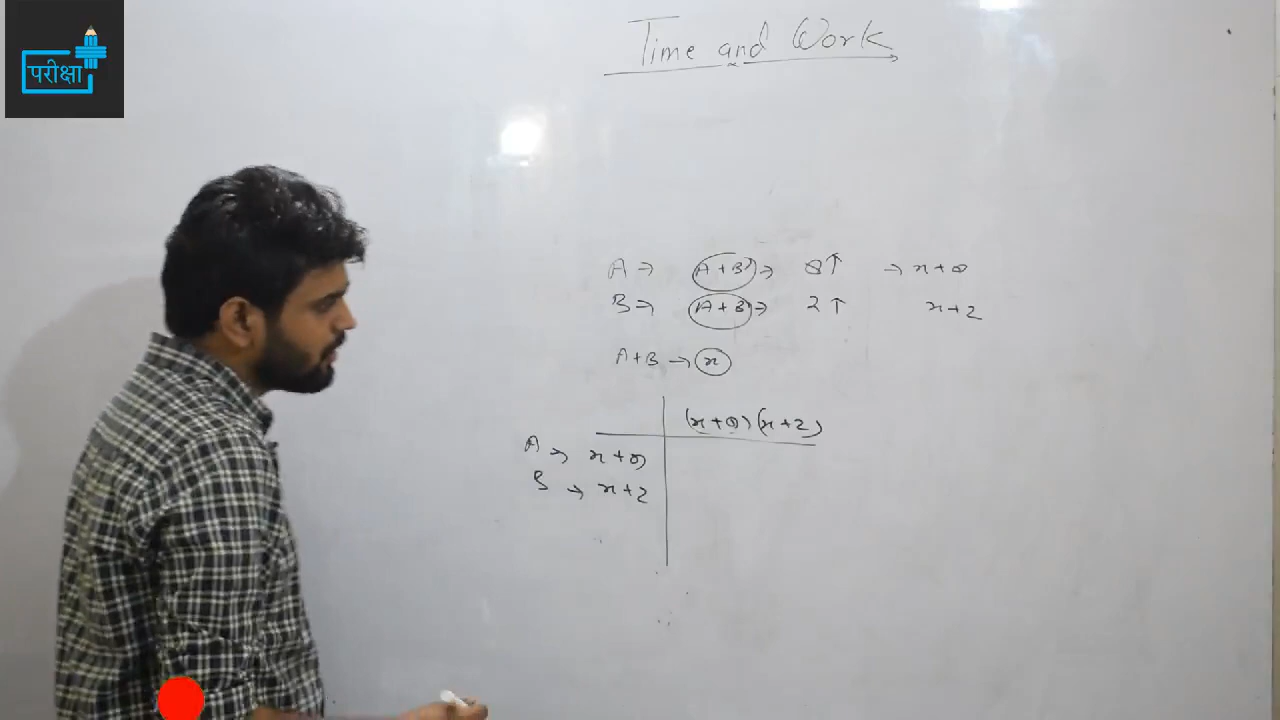 परीक्षा
Time and Work
A → (A+B) → 8↑ → x+8
B → (A+B) → 2↑ x+2
A+B → x
(x+8)(x+2)
A → x+8
B → x+2